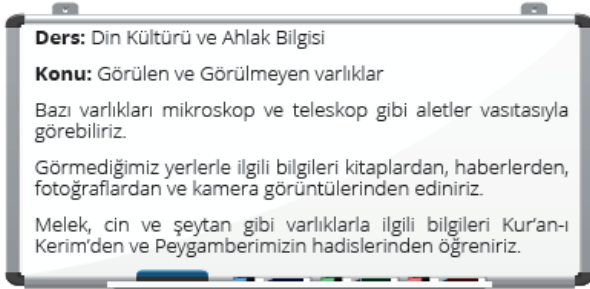 Ders: Din Kültürü ve Ahlak Bilgisi
Konu: Görülen ve Görülmeyen varlıklar
Bazı varlıkları mikroskop ve teleskop gibi aletler vasıtasıyla
görebiliriz.
Görmediğimiz yerlerle ilgili bilgileri kitaplardan, haberlerden,
fotoğraflardan ve kamera görüntülerinden ediniriz.
Melek, cin ve şeytan gibi varlıklarla ilgili bilgileri Kur’an-ı
Kerim’den ve Peygamberimizin hadislerinden öğreniriz.